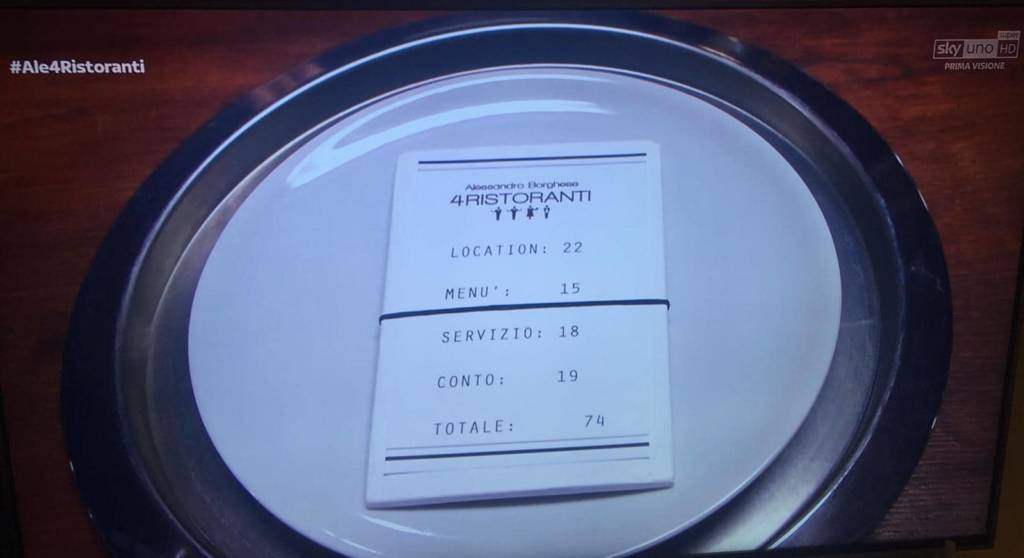 #Ale4Ristoranti
sky uno super HD
PRIMA VISIONE
Alessandro Borghese
4RISTORANTI
LOCATION: 22
MENU': 15
SERVIZIO: 18
CONTO: 19
TOTALE: 74